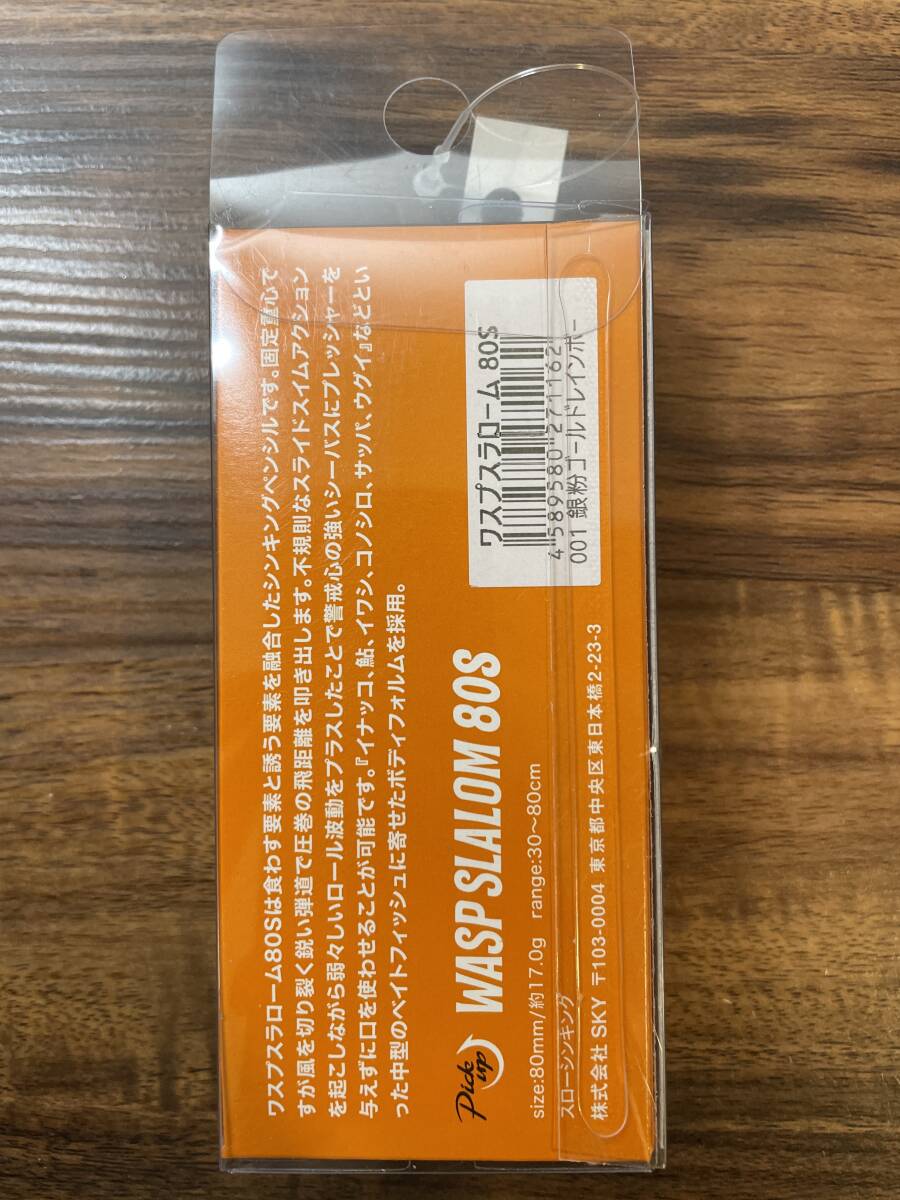 ワスプスラローム80Sは食わす要素と誘う要素を融合したシンキングペンシルです。固定重心で
すが風を切り裂く鋭い弾道で圧巻の飛距離を叩き出します。不規則なスライドスイムアクション
を起こしながら弱々しいロール波動をプラスしたことで警戒心の強いシーバスにプレッシャーを
与えずに口を使わせることが可能です。『イナッコ、鮎、イワシ、コノシロ、サッパ、ウグイ』などとい
った中型のベイトフィッシュに寄せたボディフォルムを採用。
Pick up
WASP SLALOM 80S
size:80mm/約17.0g range:30〜80cm
スローシンキング
株式会社 SKY 〒103-0004 東京都中央区東日本橋2-23-3
ワスプスラローム 80S
4 589580 271162
001 銀粉ゴールドレインボー